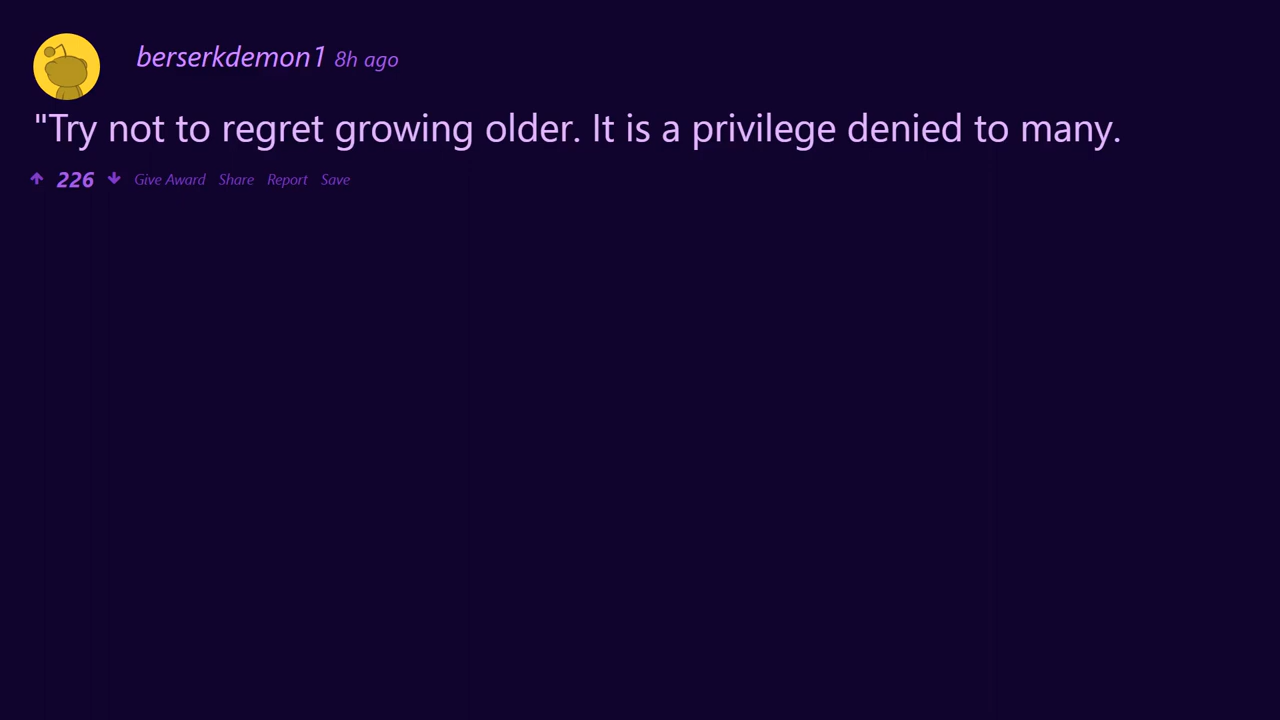 berserkdemon1 8h ago
"Try not to regret growing older. It is a privilege denied to many.
226 Give Award Share Report Save